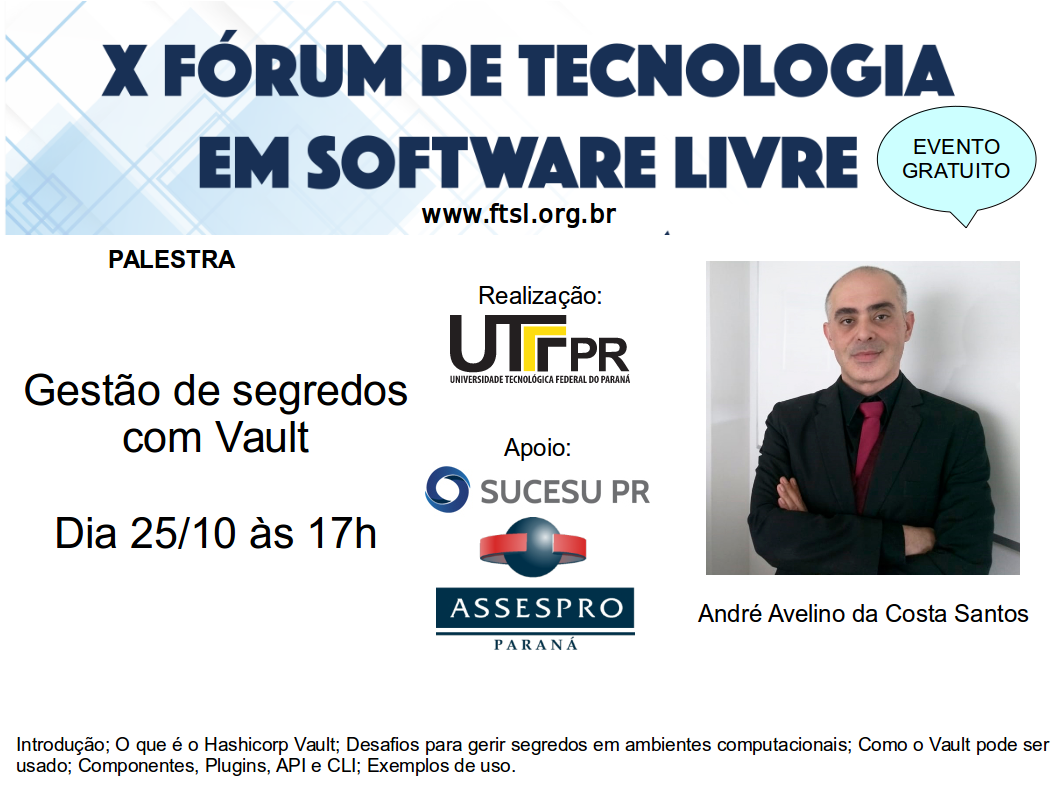 X FÓRUM DE TECNOLOGIA
EM SOFTWARE LIVRE
www.ftsl.org.br
EVENTO
GRATUITO
PALESTRA
Gestão de segredos
com Vault
Dia 25/10 às 17h
Realização:
UTFPR
UNIVERSIDADE TECNOLÓGICA FEDERAL DO PARANÁ
Apoio:
SUCESU PR
ASSESPRO
PARANÁ
André Avelino da Costa Santos
Introdução; O que é o Hashicorp Vault; Desafios para gerir segredos em ambientes computacionais; Como o Vault pode ser
usado; Componentes, Plugins, API e CLI; Exemplos de uso.